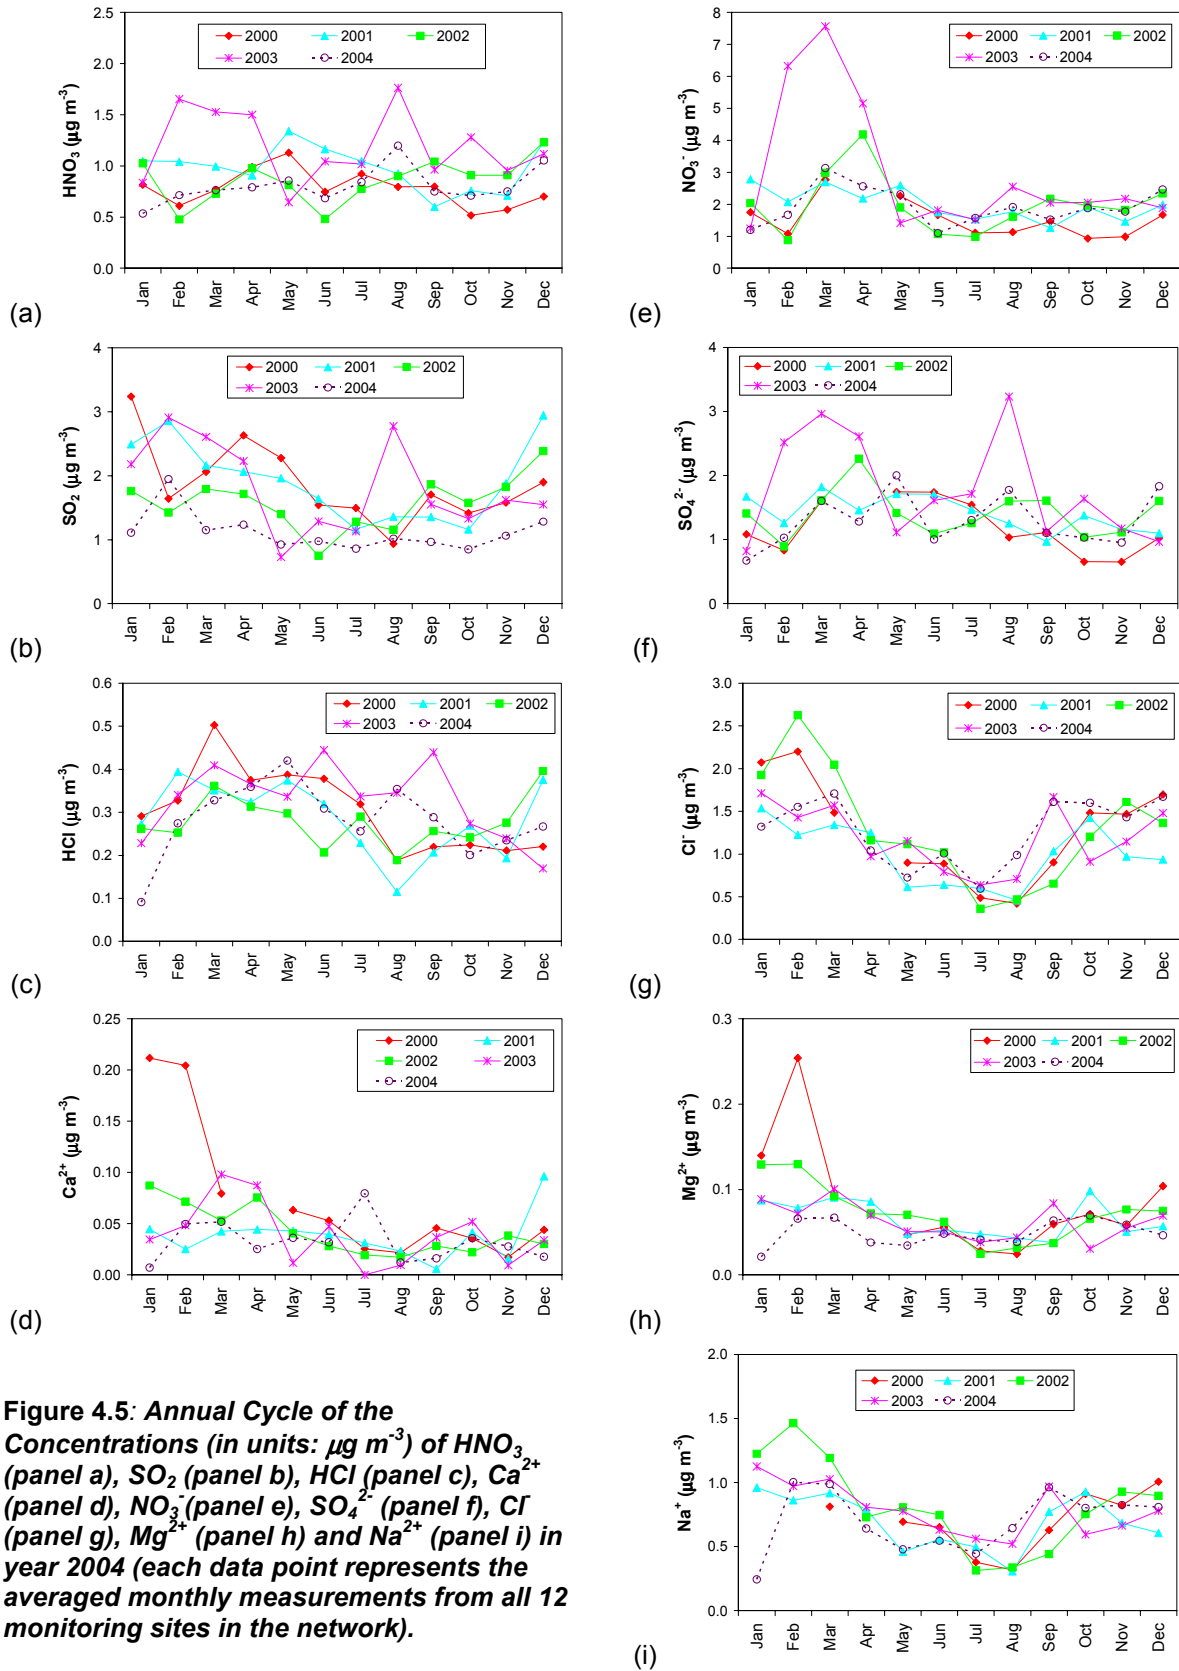 2.5
2.0
1.5
1.0
0.5
0.0
HNO₃ (µg m⁻³)
2000 2001 2002
2003 2004
Jan Feb Mar Apr May Jun Jul Aug Sep Oct Nov Dec
(a)
8
7
6
5
4
3
2
1
0
NO₃⁻ (µg m⁻³)
2000 2001 2002
2003 2004
Jan Feb Mar Apr May Jun Jul Aug Sep Oct Nov Dec
(e)
4
3
2
1
0
SO₂ (µg m⁻³)
2000 2001 2002
2003 2004
Jan Feb Mar Apr May Jun Jul Aug Sep Oct Nov Dec
(b)
4
3
2
1
0
SO₄²⁻ (µg m⁻³)
2000 2001 2002
2003 2004
Jan Feb Mar Apr May Jun Jul Aug Sep Oct Nov Dec
(f)
0.6
0.5
0.4
0.3
0.2
0.1
0.0
HCl (µg m⁻³)
2000 2001 2002
2003 2004
Jan Feb Mar Apr May Jun Jul Aug Sep Oct Nov Dec
(c)
3.0
2.5
2.0
1.5
1.0
0.5
0.0
Cl⁻ (µg m⁻³)
2000 2001 2002
2003 2004
Jan Feb Mar Apr May Jun Jul Aug Sep Oct Nov Dec
(g)
0.25
0.20
0.15
0.10
0.05
0.00
Ca²⁺ (µg m⁻³)
2000 2001
2002 2003
2004
Jan Feb Mar Apr May Jun Jul Aug Sep Oct Nov Dec
(d)
0.3
0.2
0.1
0.0
Mg²⁺ (µg m⁻³)
2000 2001 2002
2003 2004
Jan Feb Mar Apr May Jun Jul Aug Sep Oct Nov Dec
(h)
2.0
1.5
1.0
0.5
0.0
Na⁺ (µg m⁻³)
2000 2001 2002
2003 2004
Jan Feb Mar Apr May Jun Jul Aug Sep Oct Nov Dec
(i)
Figure 4.5: Annual Cycle of the
Concentrations (in units: µg m⁻³) of HNO₃
(panel a), SO₂ (panel b), HCl (panel c), Ca²⁺
(panel d), NO₃⁻(panel e), SO₄²⁻ (panel f), Cl⁻
(panel g), Mg²⁺ (panel h) and Na²⁺ (panel i) in
year 2004 (each data point represents the
averaged monthly measurements from all 12
monitoring sites in the network).